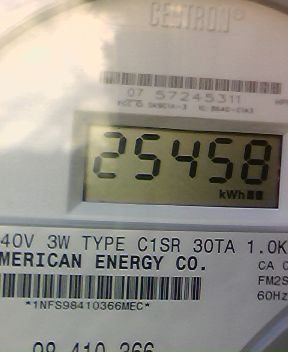 CENTRON®
07 57245311
25458
kWh
40V 3W TYPE C1SR 30TA 1.0K
MERICAN ENERGY CO.
CA 0
FM2S
60Hz
*1NFS98410366MEC*
98 410 366